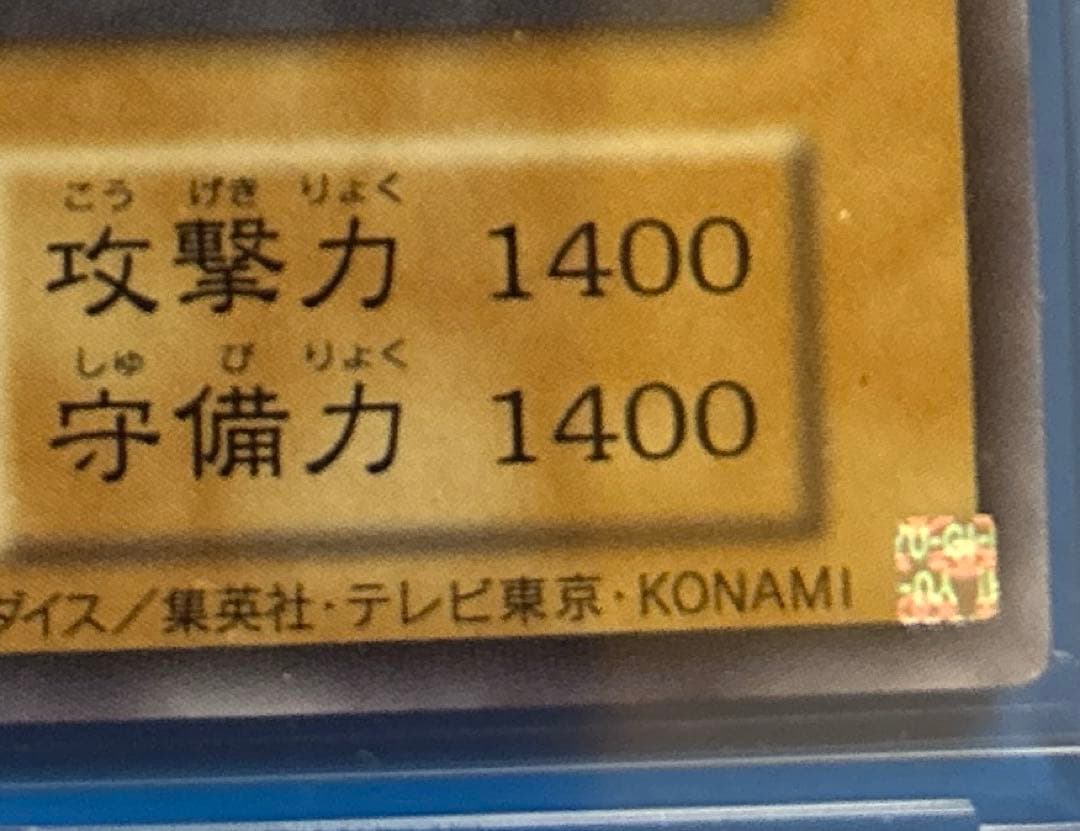 こう げき りょく
攻撃力 1400
しゅ び りょく
守備力 1400
ダイス／集英社・テレビ東京・KONAMI